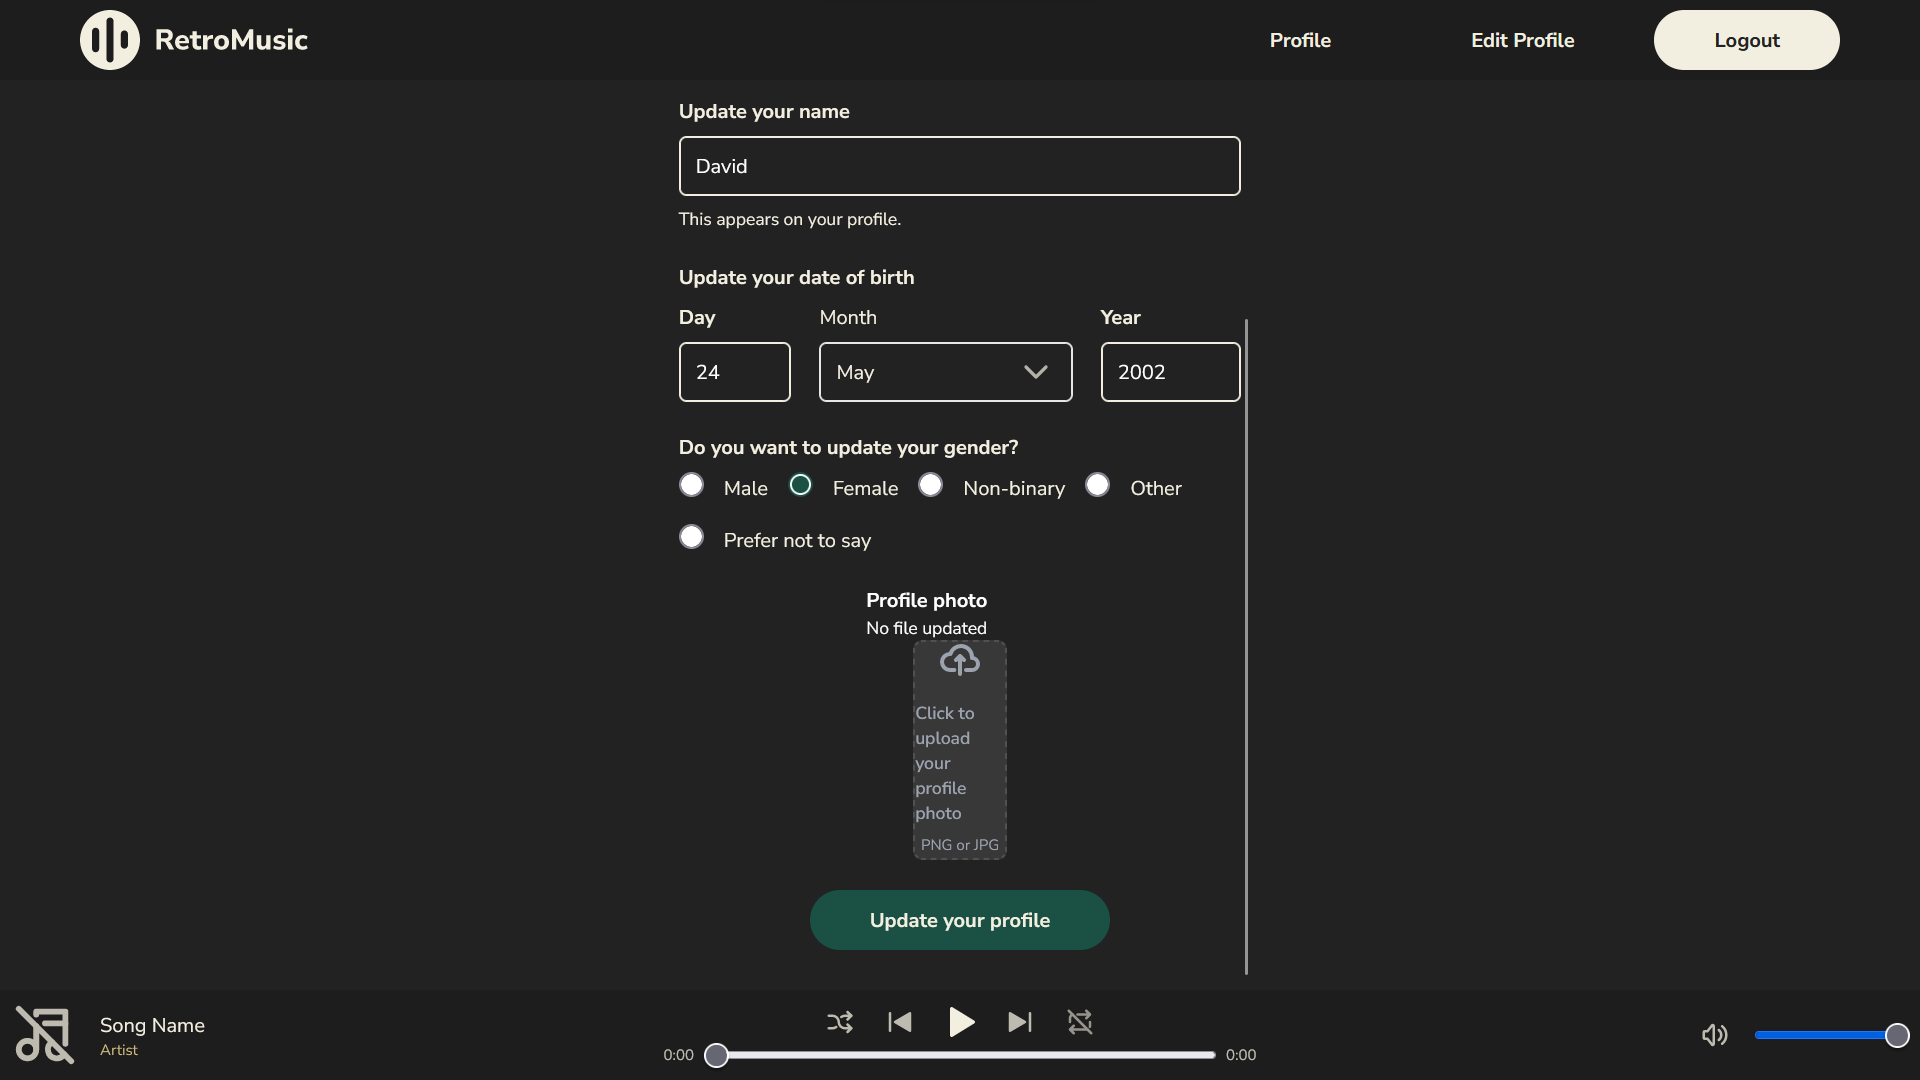 RetroMusic
Profile
Edit Profile
Logout
Update your name
David
This appears on your profile.
Update your date of birth
Day
Month
Year
24
May
2002
Do you want to update your gender?
Male
Female
Non-binary
Other
Prefer not to say
Profile photo
No file updated
Click to
upload
your
profile
photo
PNG or JPG
Update your profile
Song Name
Artist
0:00
0:00